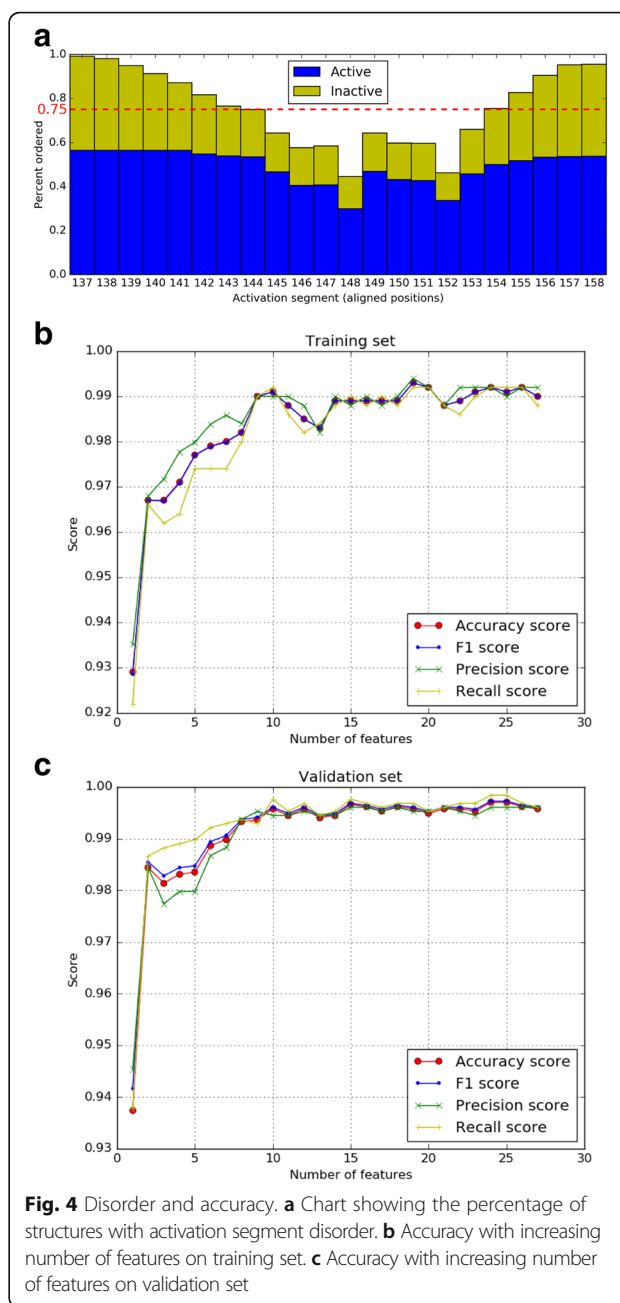 a
1.0
0.75
0.6
0.4
0.2
0.0
Percent ordered
Active
Inactive
137 138 139 140 141 142 143 144 145 146 147 148 149 150 151 152 153 154 155 156 157 158
Activation segment (aligned positions)
b
Training set
1.00
0.99
0.98
0.97
0.96
0.95
0.94
0.93
0.92
Score
0 5 10 15 20 25 30
Number of features
Accuracy score
F1 score
Precision score
Recall score
c
Validation set
1.00
0.99
0.98
0.97
0.96
0.95
0.94
0.93
Score
0 5 10 15 20 25 30
Number of features
Accuracy score
F1 score
Precision score
Recall score
Fig. 4 Disorder and accuracy. a Chart showing the percentage of
structures with activation segment disorder. b Accuracy with increasing
number of features on training set. c Accuracy with increasing number
of features on validation set